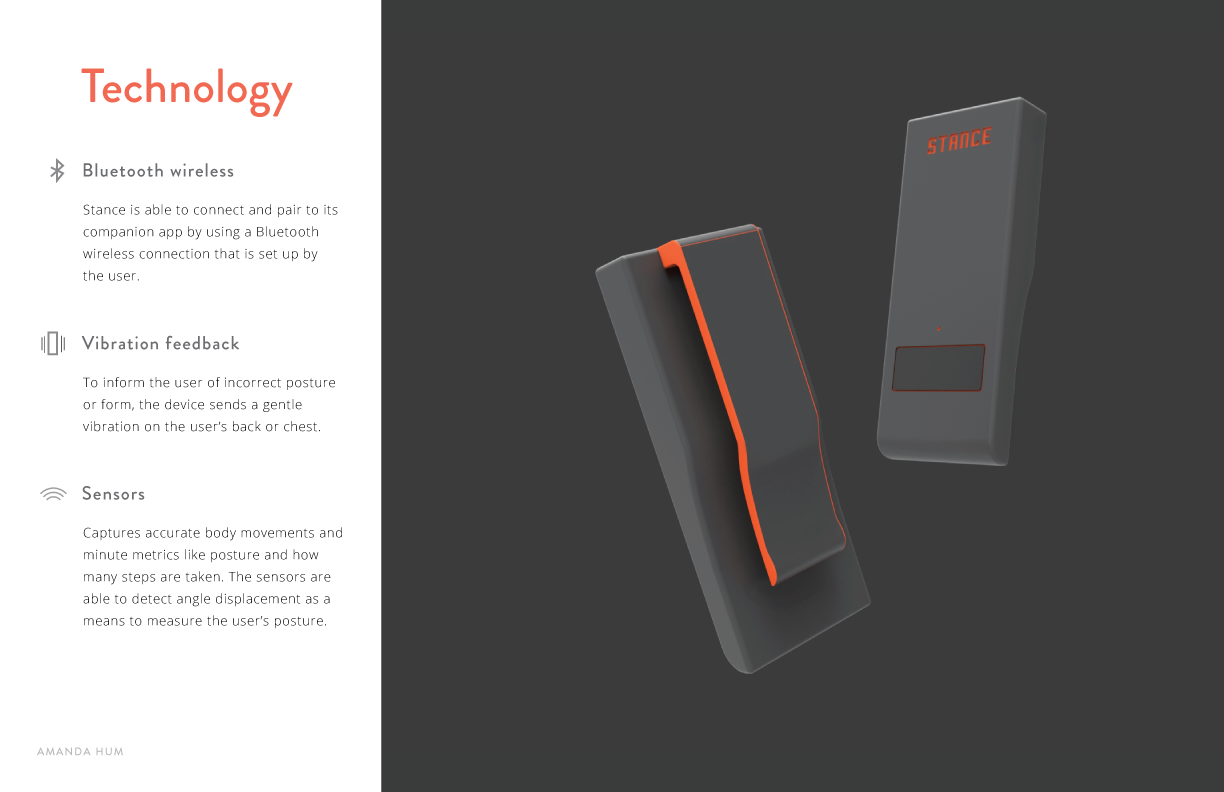 Technology
Bluetooth wireless
Stance is able to connect and pair to its
companion app by using a Bluetooth
wireless connection that is set up by
the user.
Vibration feedback
To inform the user of incorrect posture
or form, the device sends a gentle
vibration on the user's back or chest.
Sensors
Captures accurate body movements and
minute metrics like posture and how
many steps are taken. The sensors are
able to detect angle displacement as a
means to measure the user's posture.
AMANDA HUM
STANCE